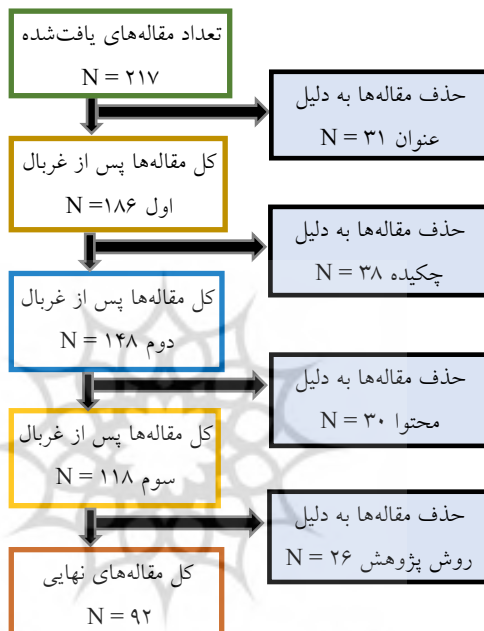 تعداد مقاله‌های یافت‌شده
N = ۲۱۷
حذف مقاله‌ها به دلیل
عنوان N = ۳۱
کل مقاله‌ها پس از غربال
اول N =۱۸۶
حذف مقاله‌ها به دلیل
چکیده N = ۳۸
کل مقاله‌ها پس از غربال
دوم N = ۱۴۸
حذف مقاله‌ها به دلیل
محتوا N = ۳۰
کل مقاله‌ها پس از غربال
سوم N = ۱۱۸
حذف مقاله‌ها به دلیل
روش پژوهش N = ۲۶
کل مقاله‌های نهایی
N = ۹۲